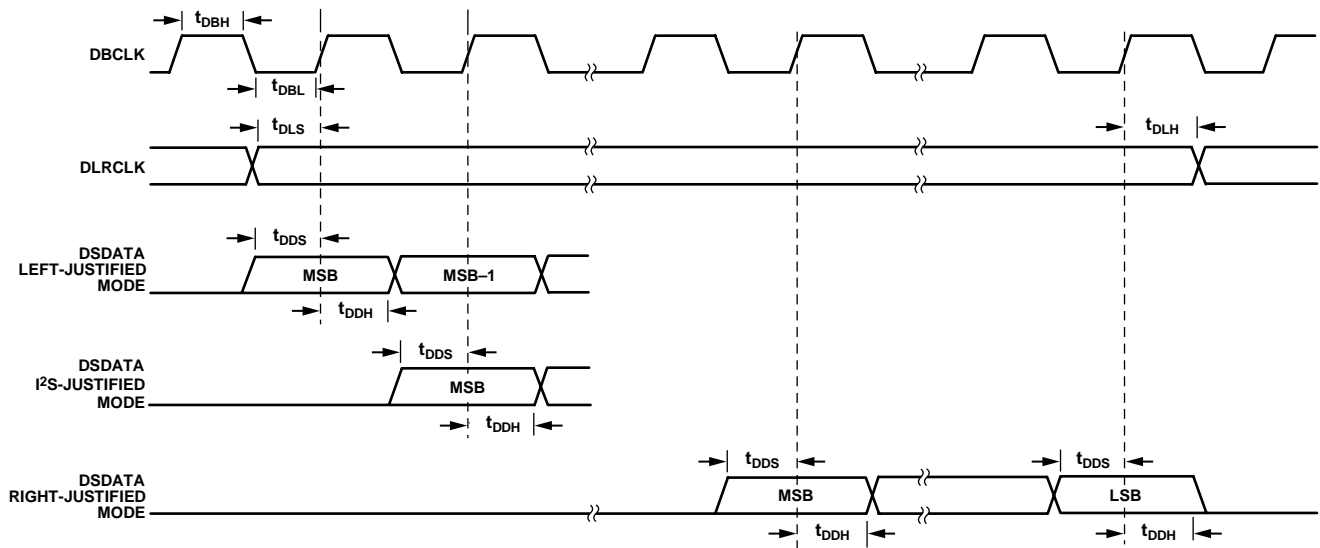 tDBH
DBCLK
tDBL
tDLS
tDLH
DLRCLK
DSDATA
LEFT-JUSTIFIED
MODE
tDDS
MSB
MSB–1
tDDH
DSDATA
I²S-JUSTIFIED
MODE
tDDS
MSB
tDDH
DSDATA
RIGHT-JUSTIFIED
MODE
tDDS
MSB
tDDH
tDDS
LSB
tDDH